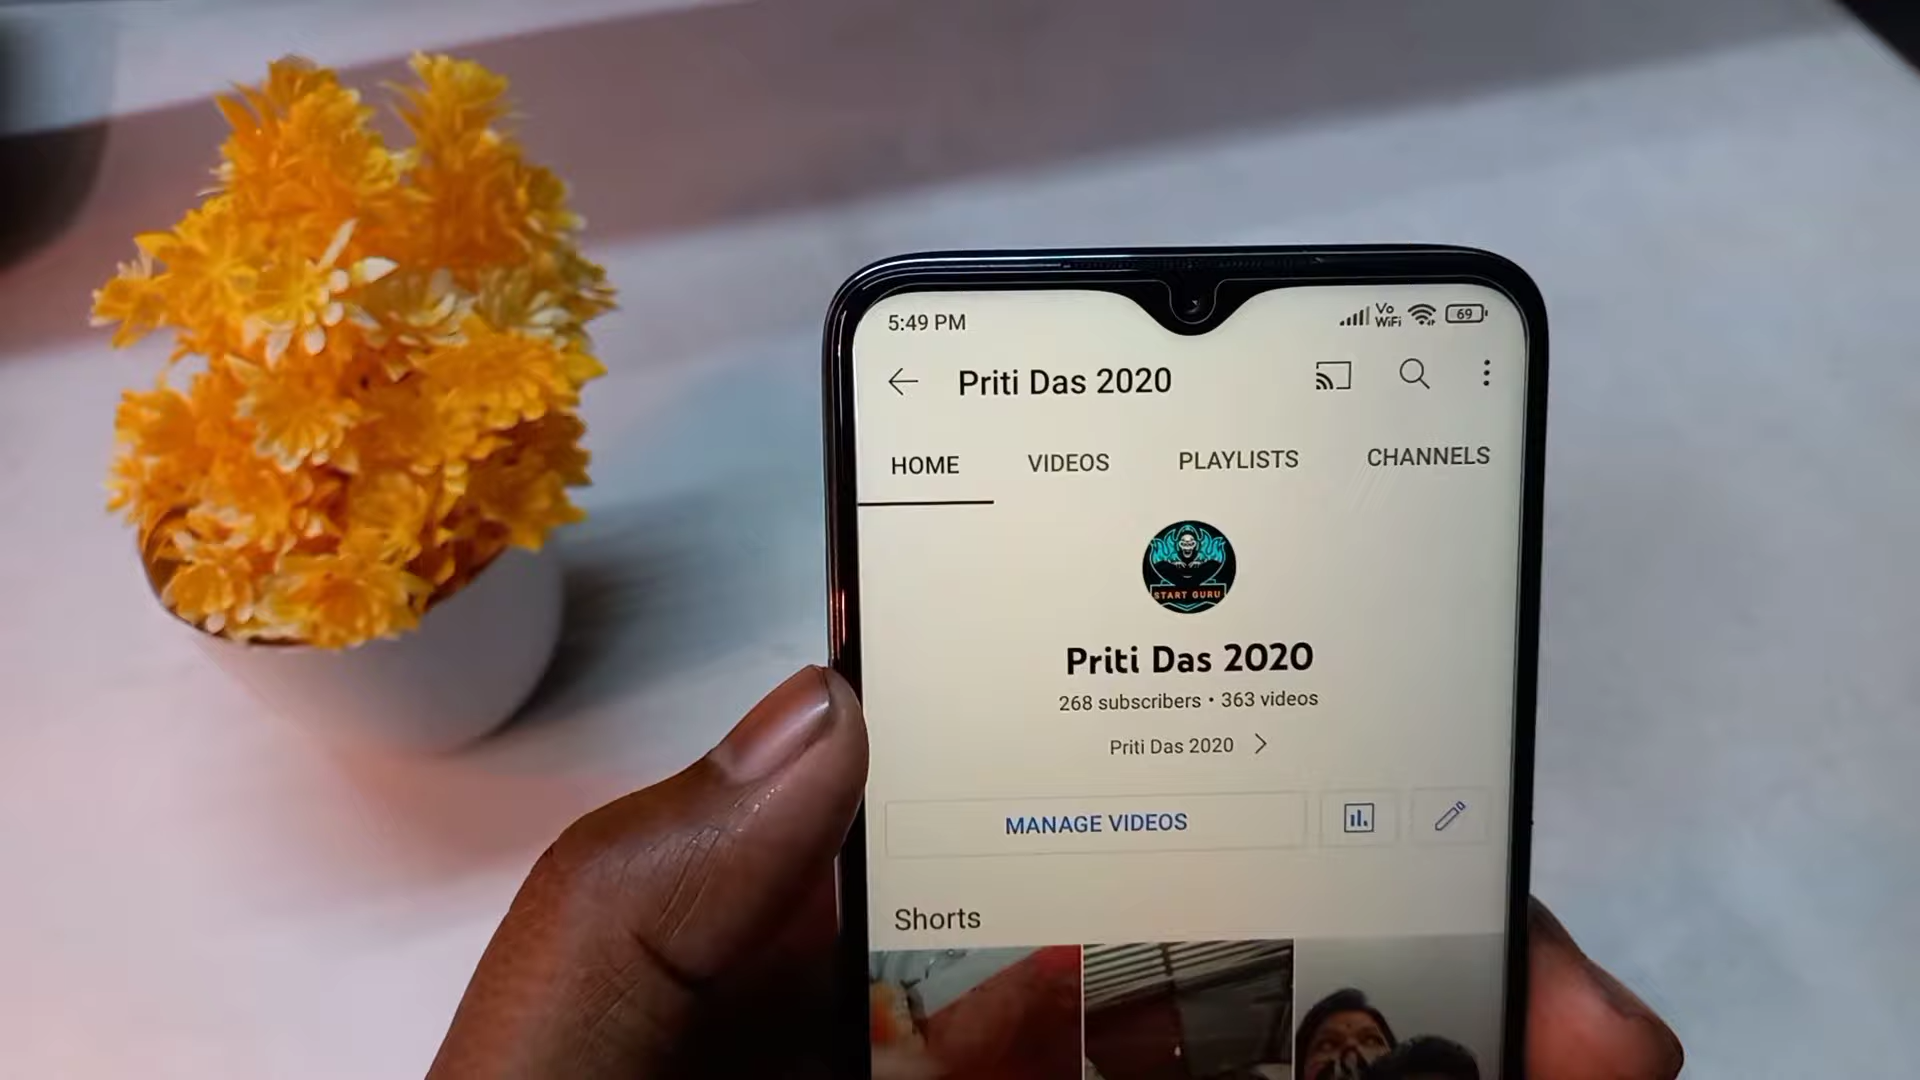 5:49 PM
Vo
WiFi
69
Priti Das 2020
HOME VIDEOS PLAYLISTS CHANNELS
START GURU
Priti Das 2020
268 subscribers • 363 videos
Priti Das 2020
MANAGE VIDEOS
Shorts